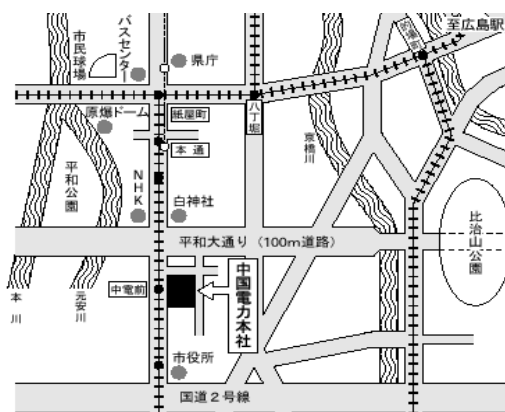 至広島駅
的場町
市民球場
バスセンター
県庁
原爆ドーム
紙屋町
八丁堀
本通
京橋川
平和公園
NHK
白神社
比治山公園
平和大通り（100m道路）
中国電力本社
中電前
本川
元安川
市役所
国道２号線